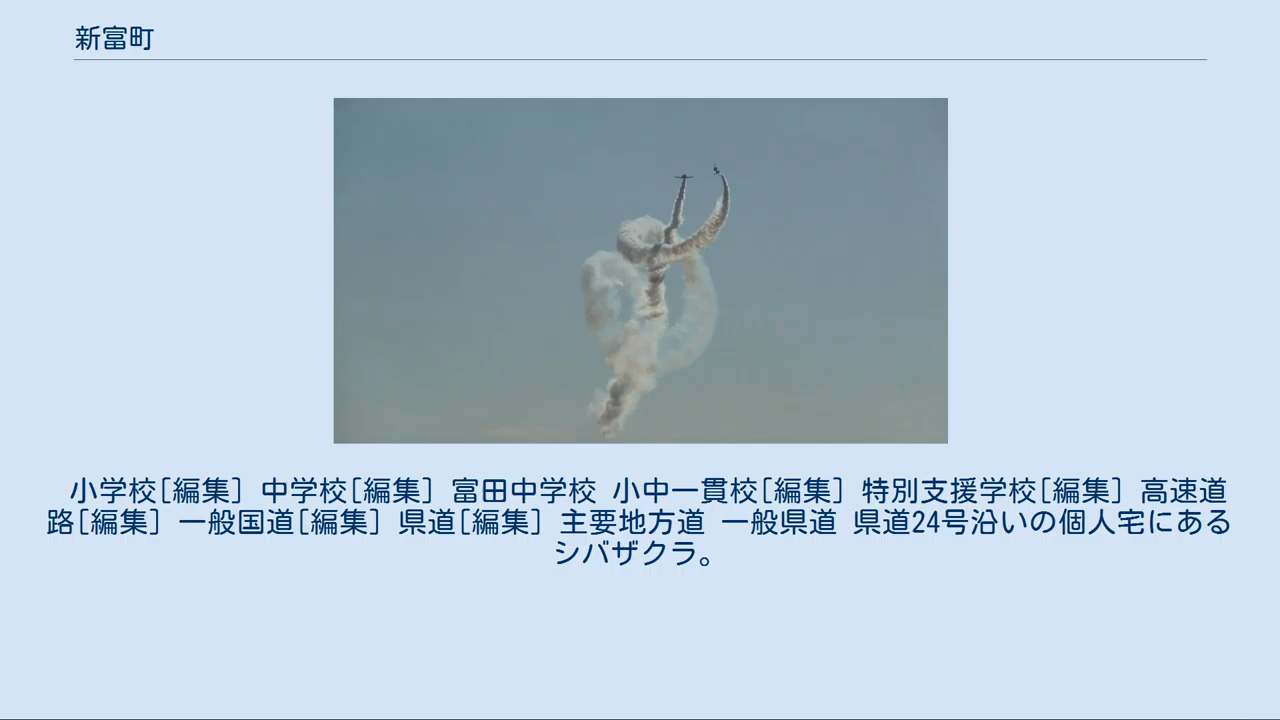 新富町
小学校[編集] 中学校[編集] 富田中学校 小中一貫校[編集] 特別支援学校[編集] 高速道
路[編集] 一般国道[編集] 県道[編集] 主要地方道 一般県道 県道24号沿いの個人宅にある
シバザクラ。